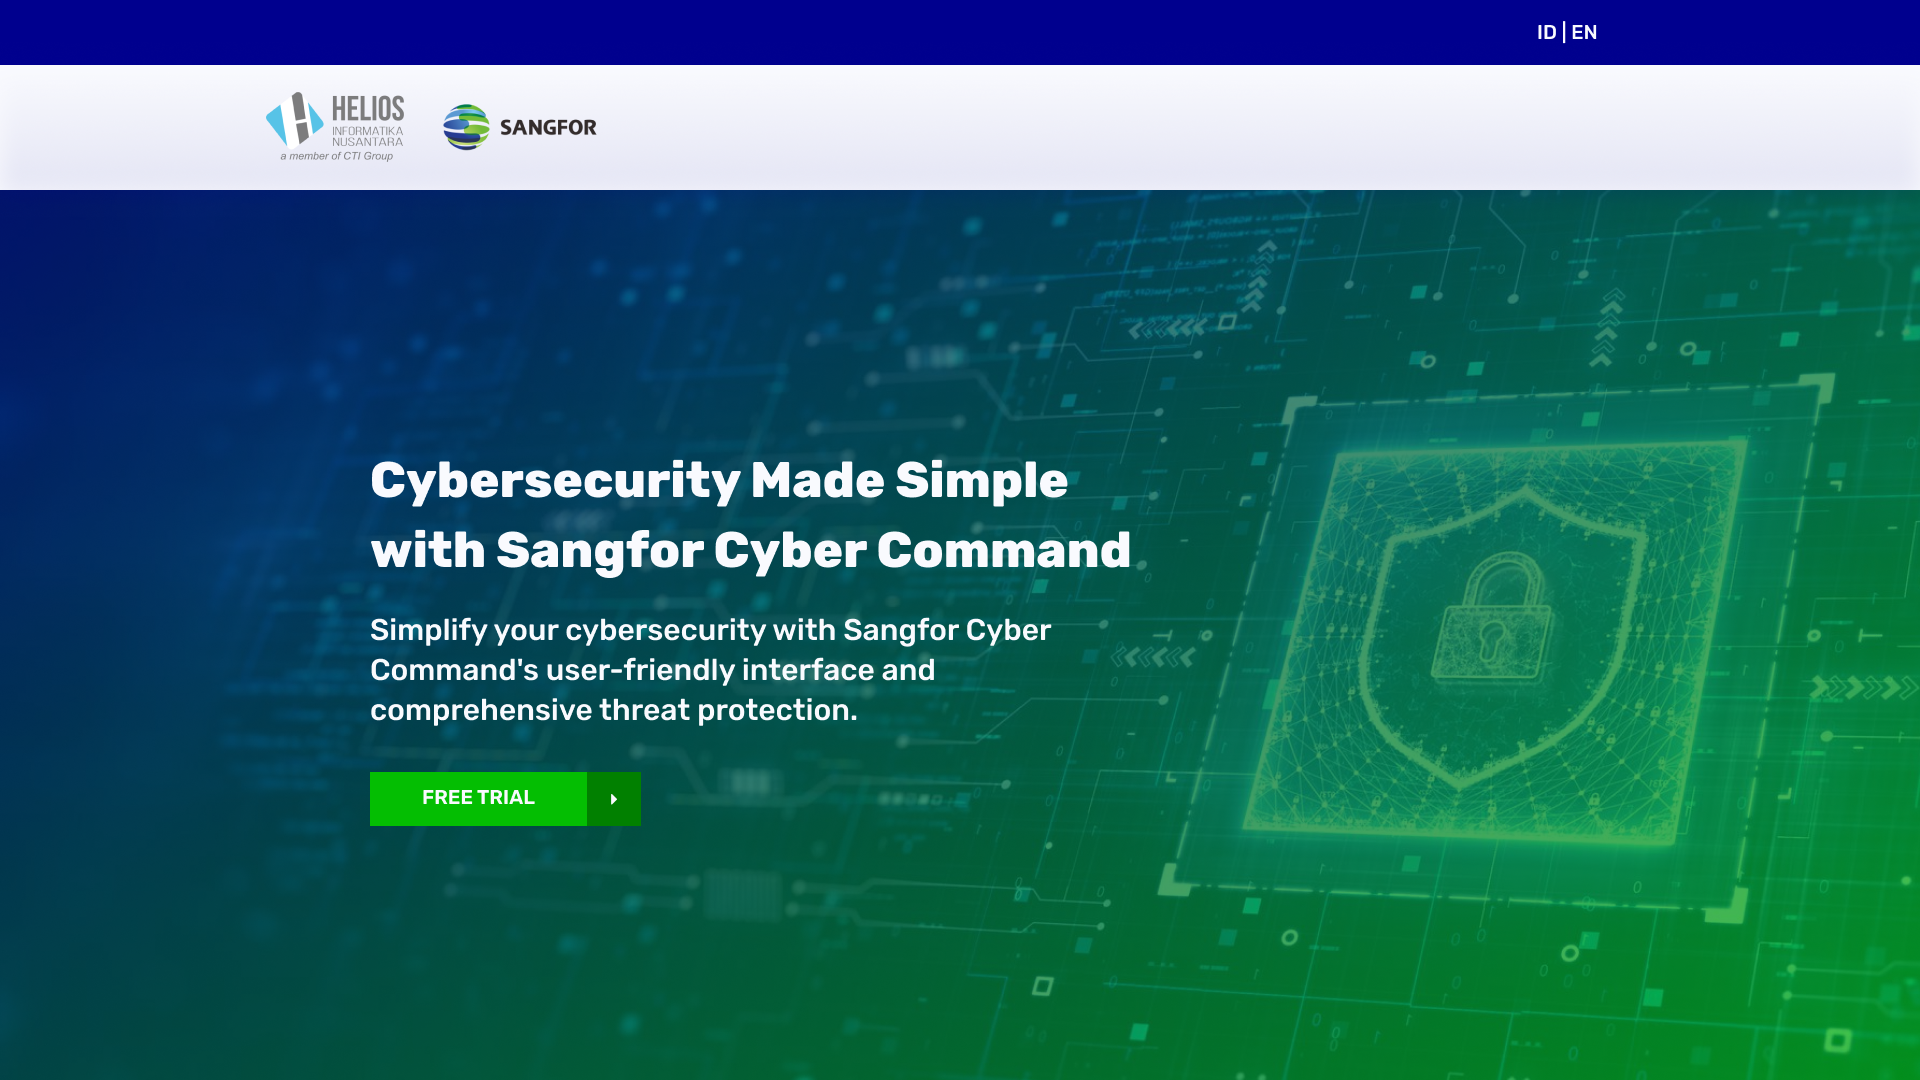 ID | EN
HELIOS
INFORMATIKA
NUSANTARA
a member of CTI Group
SANGFOR
Cybersecurity Made Simple
with Sangfor Cyber Command
Simplify your cybersecurity with Sangfor Cyber
Command's user-friendly interface and
comprehensive threat protection.
FREE TRIAL